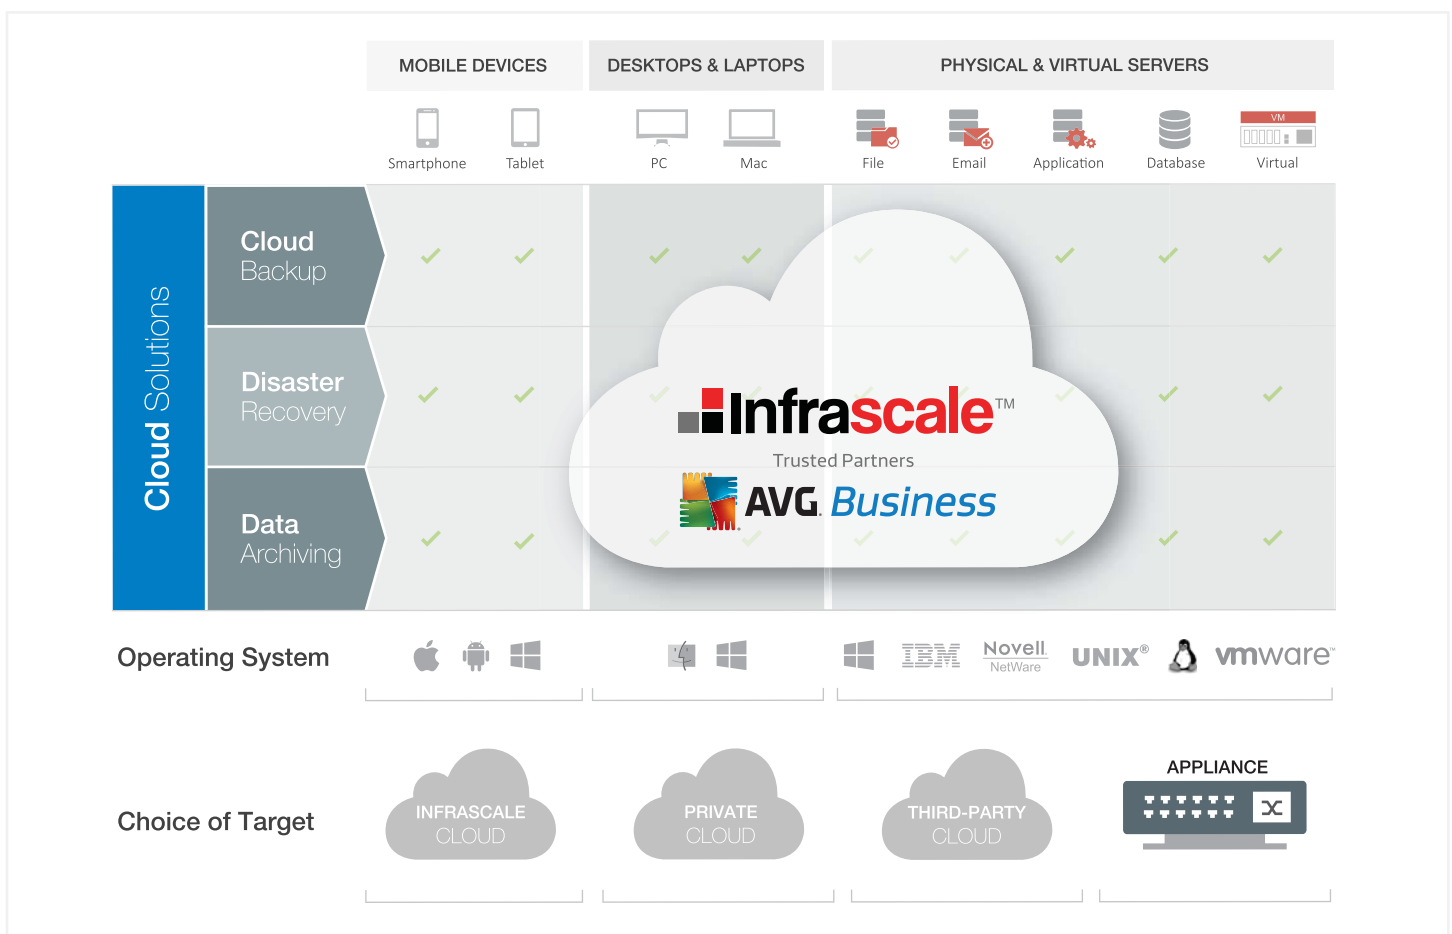 MOBILE DEVICES
DESKTOPS & LAPTOPS
PHYSICAL & VIRTUAL SERVERS
VM
Smartphone
Tablet
PC
Mac
File
Email
Application
Database
Virtual
Cloud Solutions
Cloud
Backup
Disaster
Recovery
Data
Archiving
Infrascale™
Trusted Partners
AVG. Business
Operating System
IBM
Novell.
NetWare
UNIX®
vmware™
Choice of Target
INFRASCALE
CLOUD
PRIVATE
CLOUD
THIRD-PARTY
CLOUD
APPLIANCE